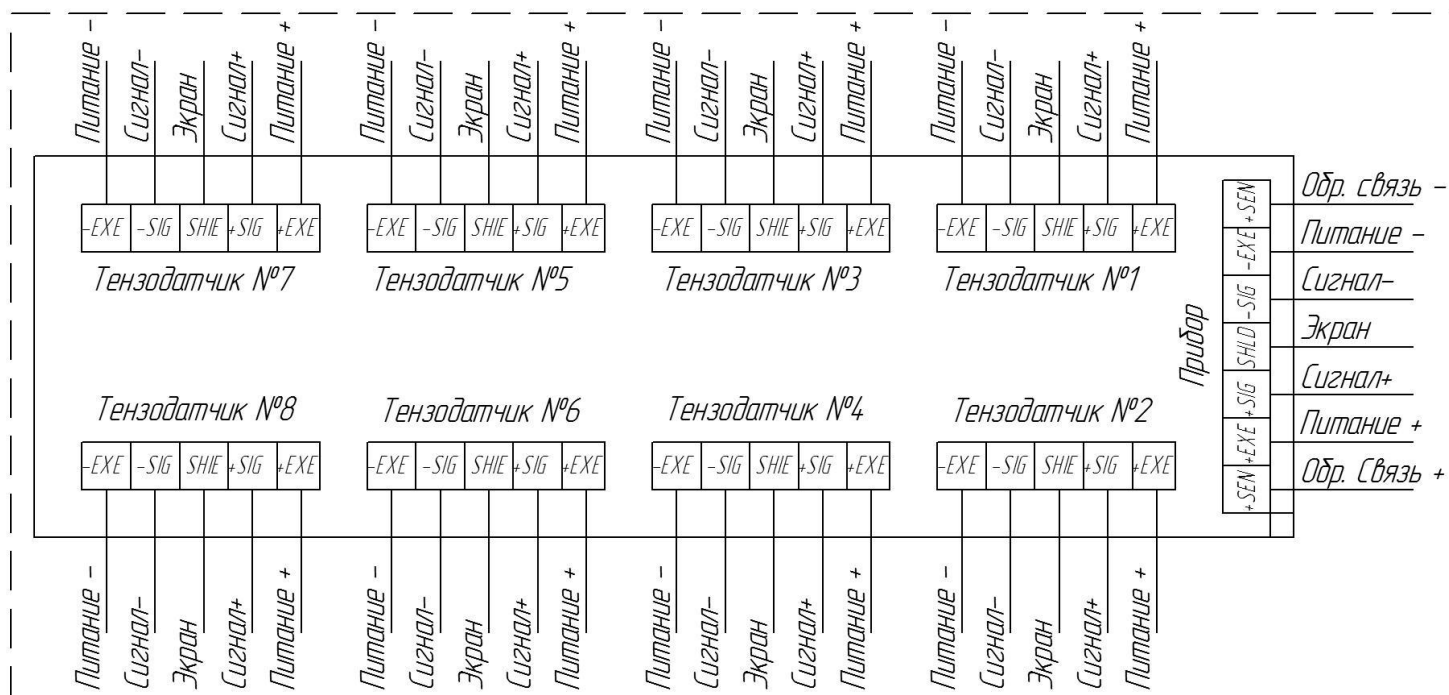 Питание - Сигнал- Экран Сигнал+ Питание + Питание - Сигнал- Экран Сигнал+ Питание + Питание - Сигнал- Экран Сигнал+ Питание + Питание - Сигнал- Экран Сигнал+ Питание +
-EXE -SIG SHIE +SIG +EXE -EXE -SIG SHIE +SIG +EXE -EXE -SIG SHIE +SIG +EXE -EXE -SIG SHIE +SIG +EXE
Тензодатчик №7 Тензодатчик №5 Тензодатчик №3 Тензодатчик №1
Прибор
+SEN Обр. связь -
-EXE Питание -
-SIG Сигнал-
SHLD Экран
+SIG Сигнал+
+EXE Питание +
+SEN Обр. Связь +
Тензодатчик №8 Тензодатчик №6 Тензодатчик №4 Тензодатчик №2
-EXE -SIG SHIE +SIG +EXE -EXE -SIG SHIE +SIG +EXE -EXE -SIG SHIE +SIG +EXE -EXE -SIG SHIE +SIG +EXE
Питание - Сигнал- Экран Сигнал+ Питание + Питание - Сигнал- Экран Сигнал+ Питание + Питание - Сигнал- Экран Сигнал+ Питание + Питание - Сигнал- Экран Сигнал+ Питание +